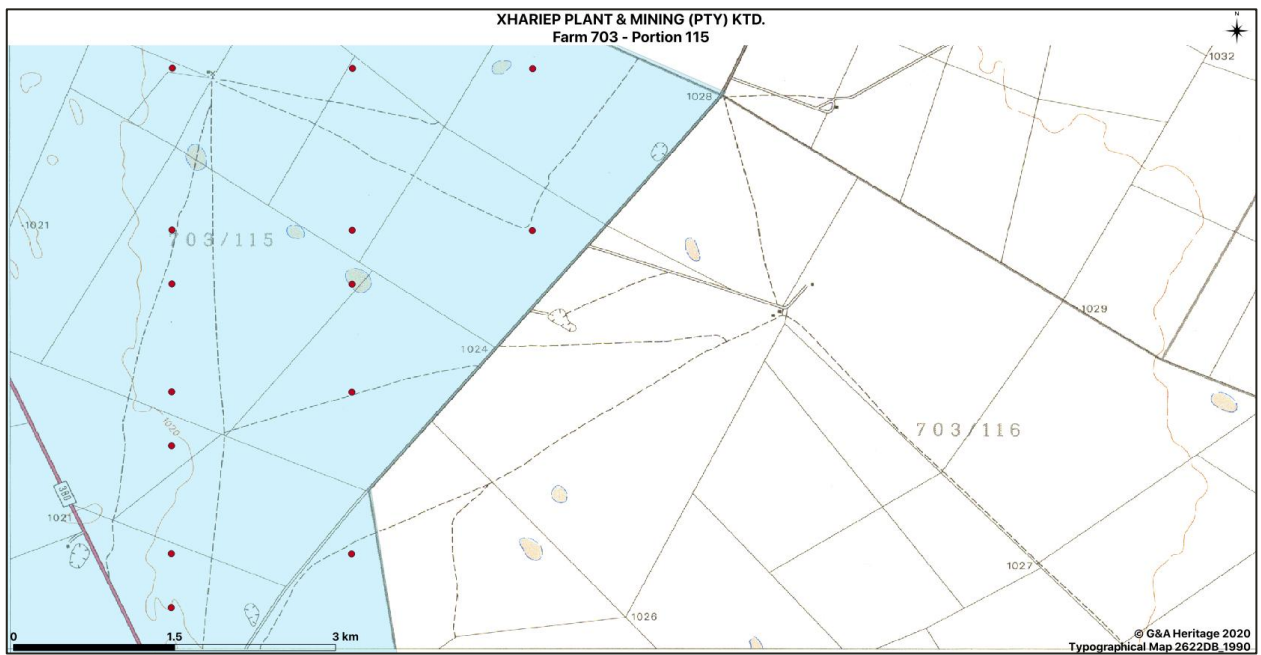 XHARIEP PLANT & MINING (PTY) KTD.
Farm 703 - Portion 115
N
1032
1028
1021
703/115
1029
1024
1020
703/116
380
1021
1027
1026
0 1.5 3 km
© G&A Heritage 2020
Typographical Map 2622DB_1990